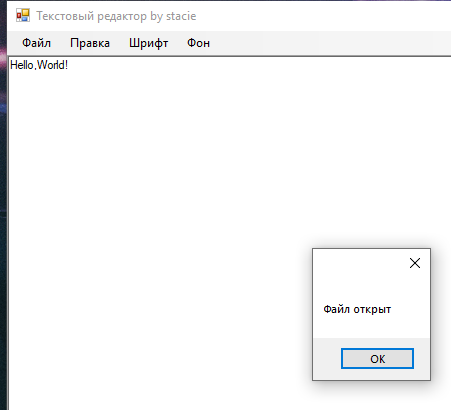 Текстовый редактор by stacie
Файл Правка Шрифт Фон
Hello,World!
Файл открыт
OK